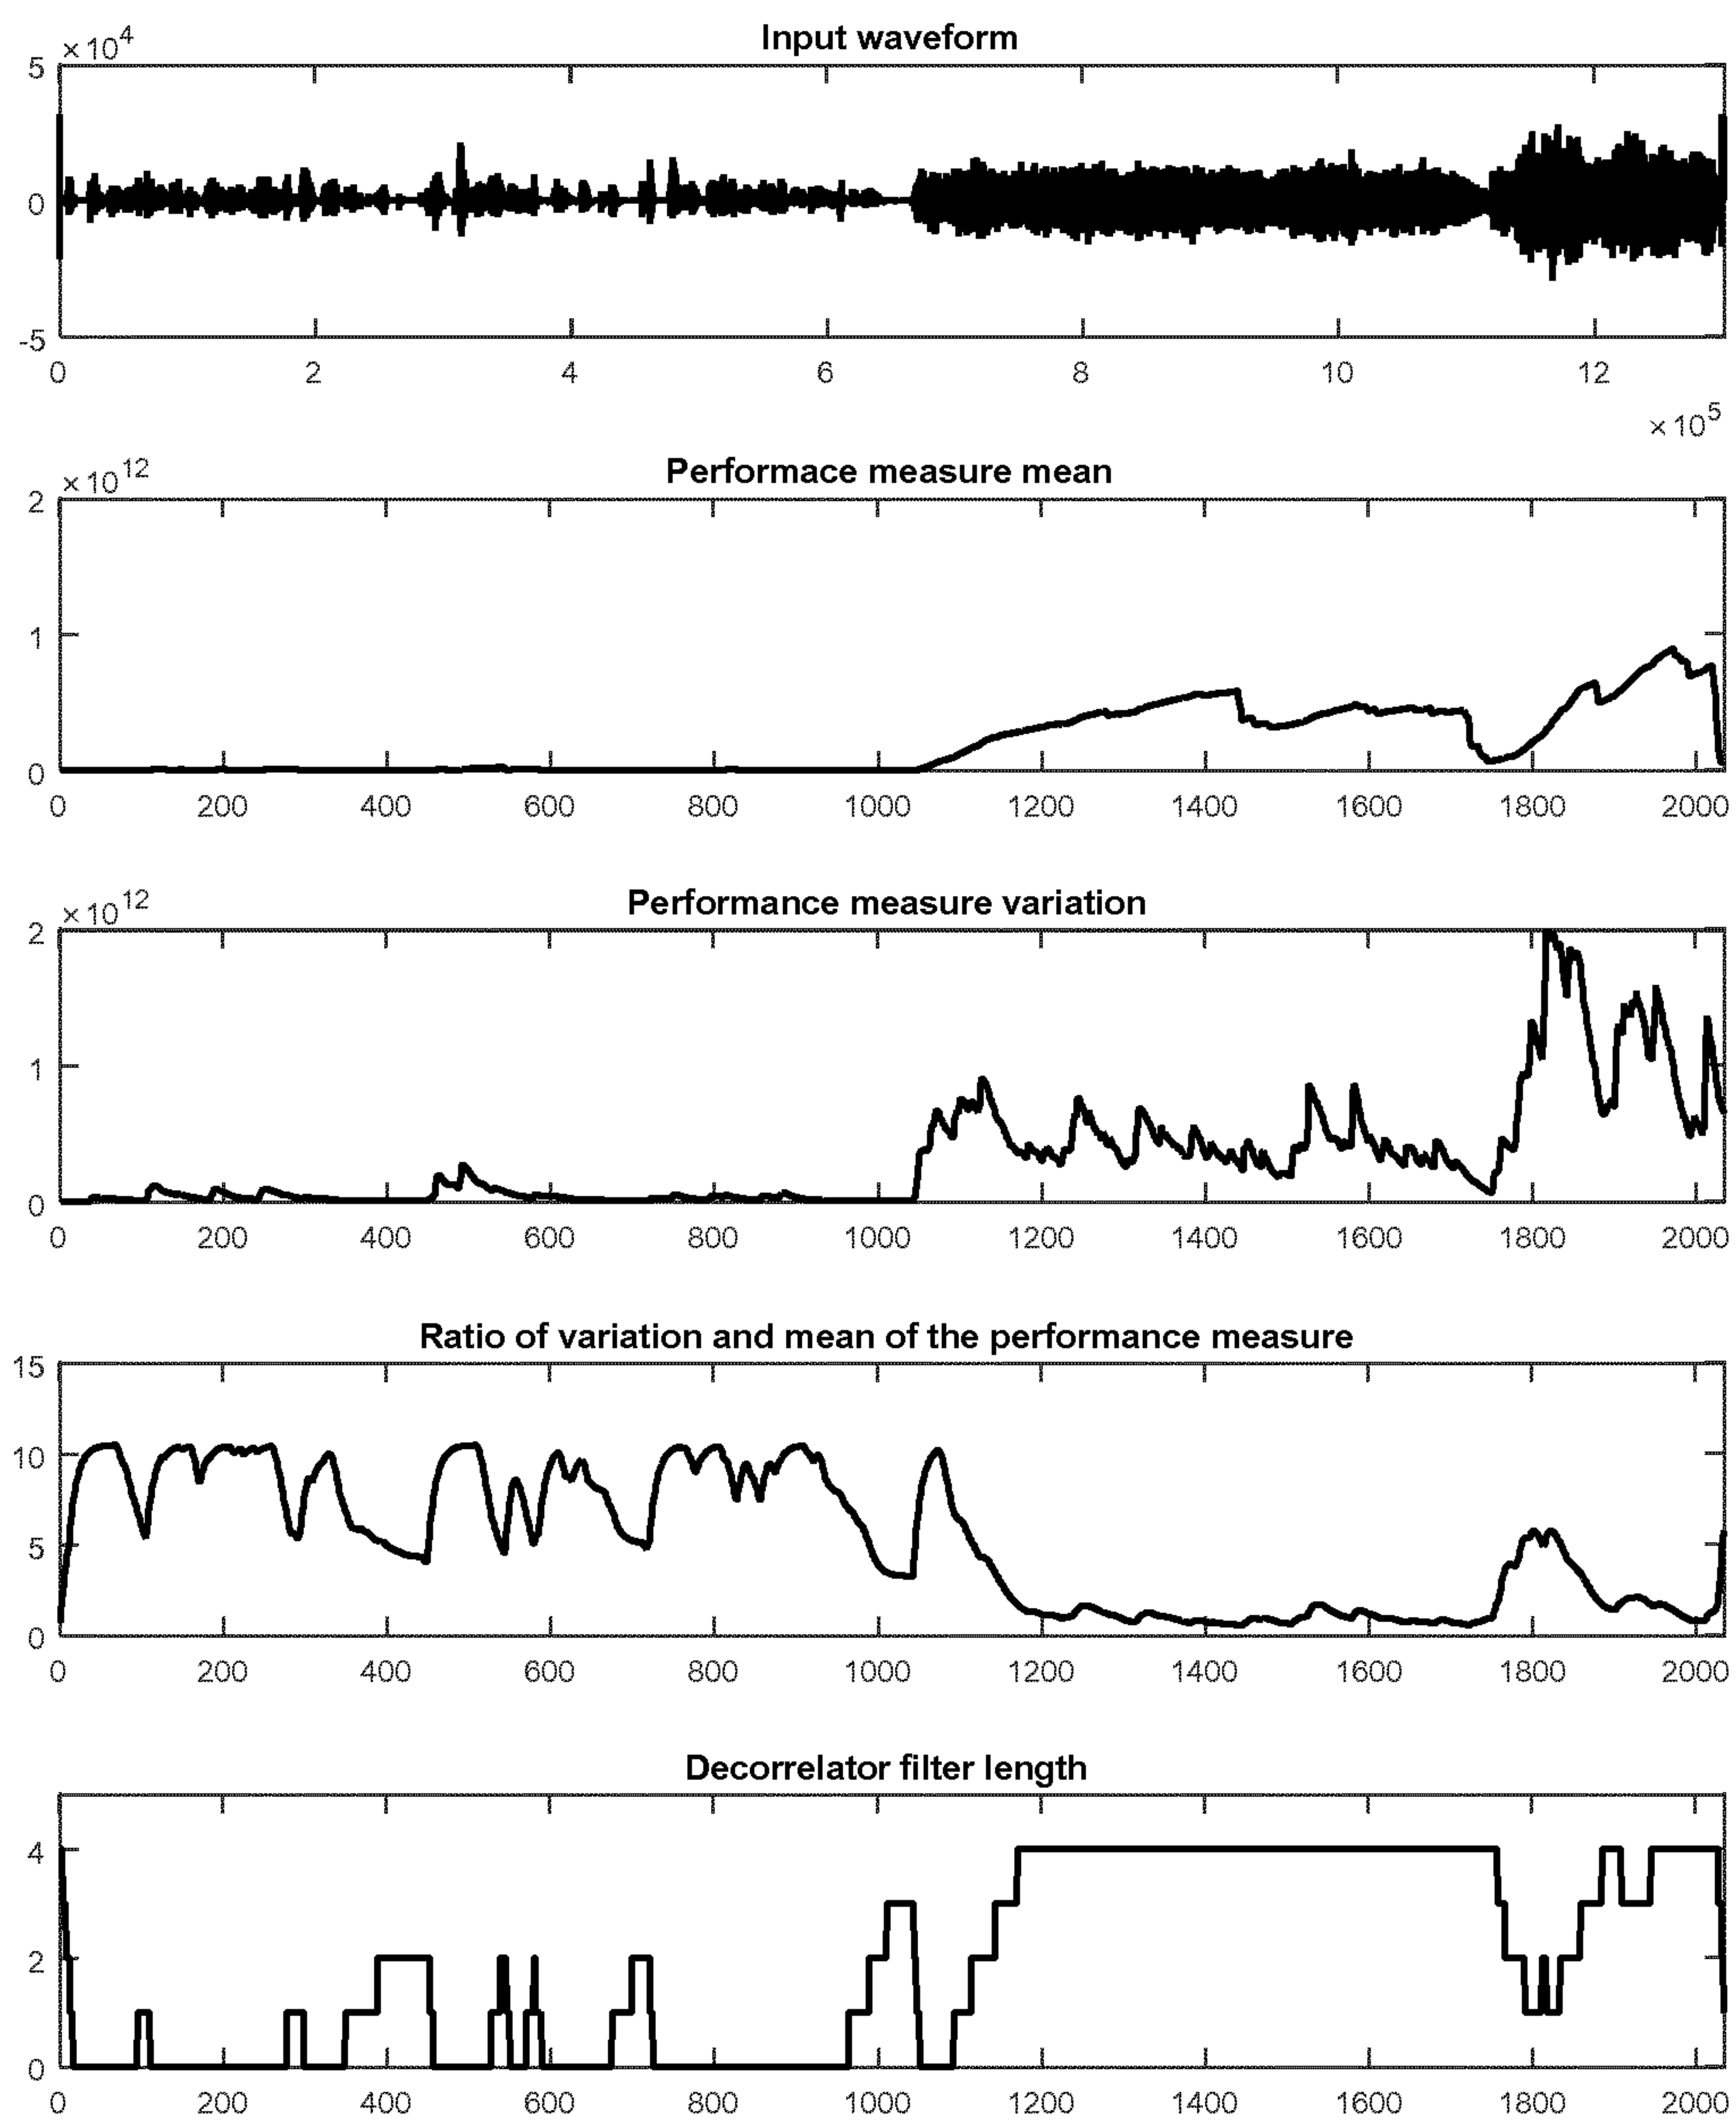 Input waveform
×10⁴
5
0
-5
0 2 4 6 8 10 12
×10⁵
Performace measure mean
×10¹²
2
1
0
0 200 400 600 800 1000 1200 1400 1600 1800 2000
Performance measure variation
×10¹²
2
1
0
0 200 400 600 800 1000 1200 1400 1600 1800 2000
Ratio of variation and mean of the performance measure
15
10
5
0
0 200 400 600 800 1000 1200 1400 1600 1800 2000
Decorrelator filter length
4
2
0
0 200 400 600 800 1000 1200 1400 1600 1800 2000